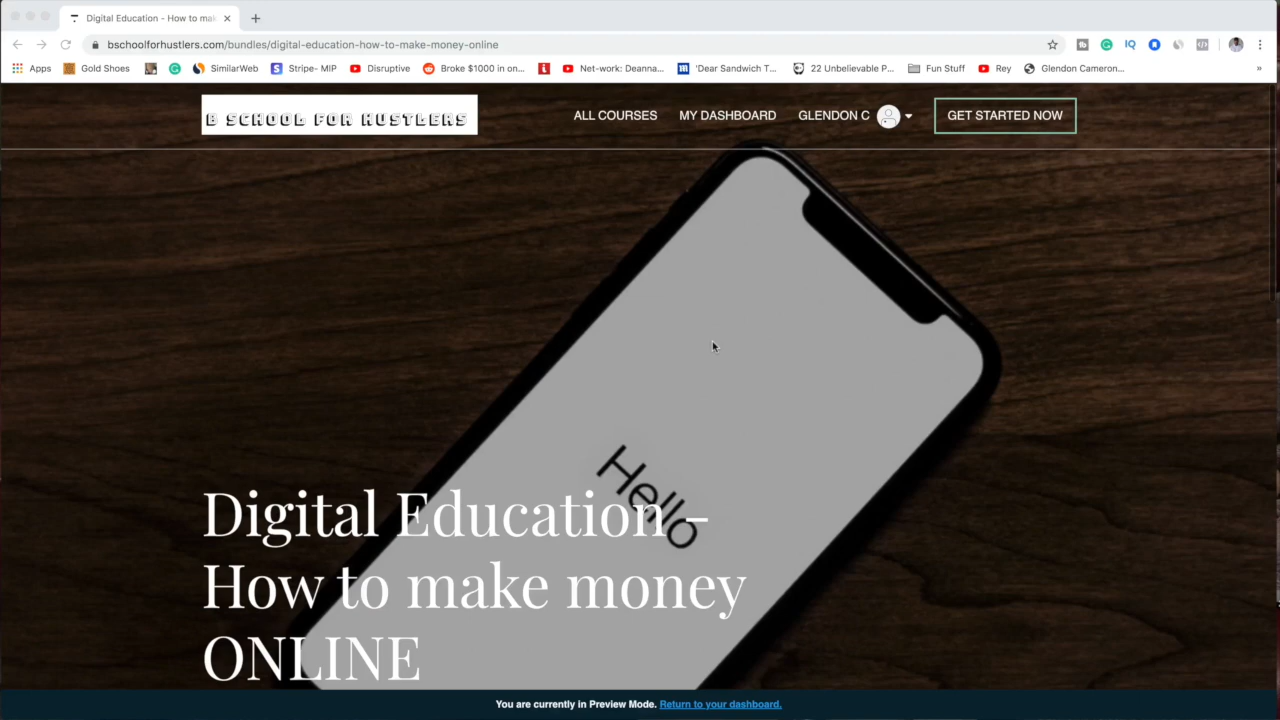 Digital Education - How to mak
bschoolforhustlers.com/bundles/digital-education-how-to-make-money-online
Apps Gold Shoes SimilarWeb Stripe- MIP Disruptive Broke $1000 in on... Net-work: Deanna... 'Dear Sandwich T... 22 Unbelievable P... Fun Stuff Rey Glendon Cameron... »
B SCHOOL FOR HUSTLERS ALL COURSES MY DASHBOARD GLENDON C GET STARTED NOW
Hello
Digital Education -
How to make money
ONLINE
You are currently in Preview Mode. Return to your dashboard.